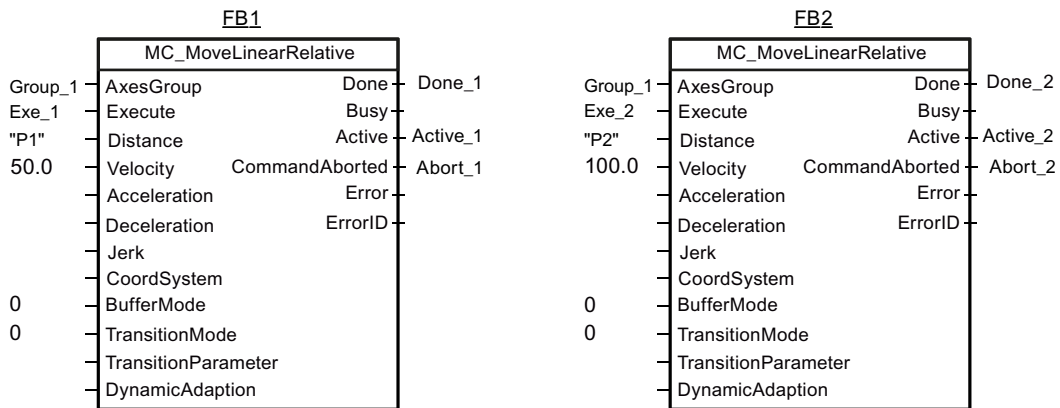 FB1
MC_MoveLinearRelative
Group_1 AxesGroup Done Done_1
Exe_1 Execute Busy
"P1" Distance Active Active_1
50.0 Velocity CommandAborted Abort_1
Acceleration Error
Deceleration ErrorID
Jerk
CoordSystem
0 BufferMode
0 TransitionMode
TransitionParameter
DynamicAdaption
FB2
MC_MoveLinearRelative
Group_1 AxesGroup Done Done_2
Exe_2 Execute Busy
"P2" Distance Active Active_2
100.0 Velocity CommandAborted Abort_2
Acceleration Error
Deceleration ErrorID
Jerk
CoordSystem
0 BufferMode
0 TransitionMode
TransitionParameter
DynamicAdaption